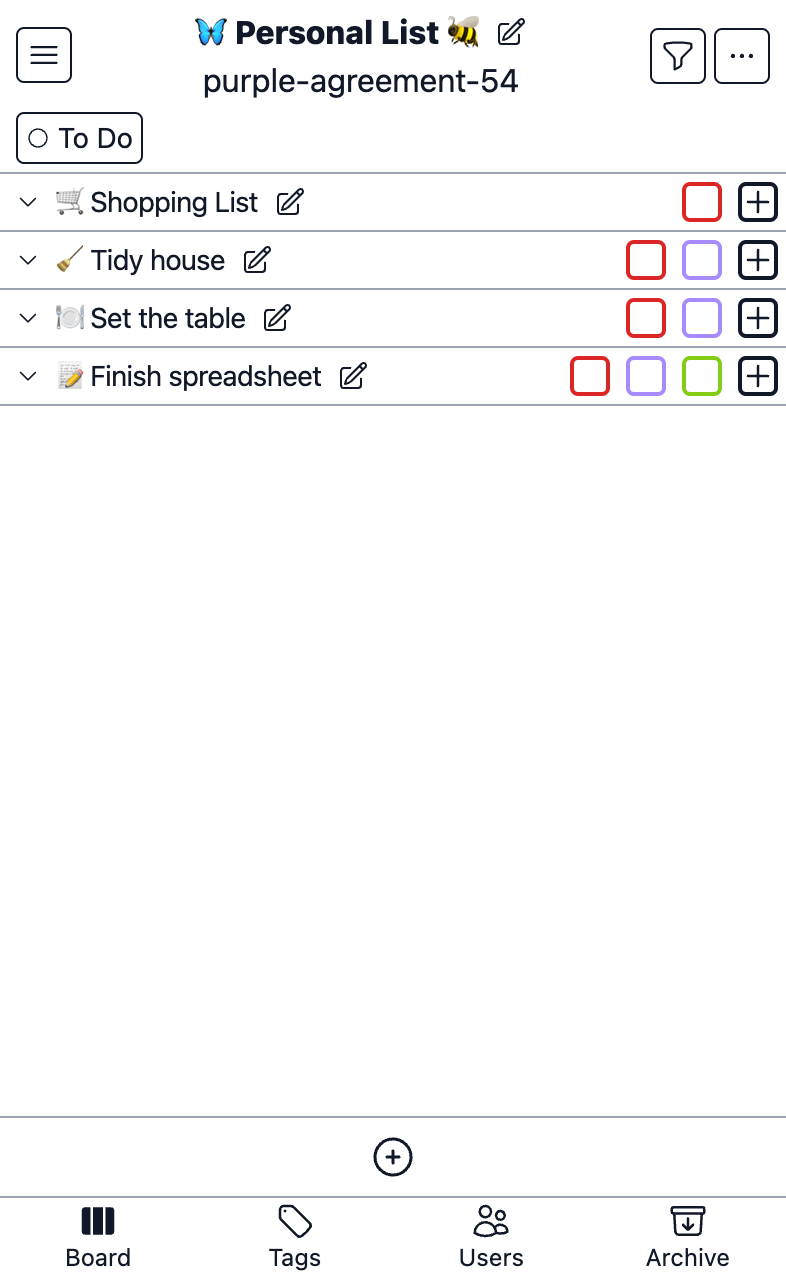 🦋 Personal List 🐝
purple-agreement-54
To Do
🛒 Shopping List
🧹 Tidy house
🍽️ Set the table
📝 Finish spreadsheet
Board Tags Users Archive